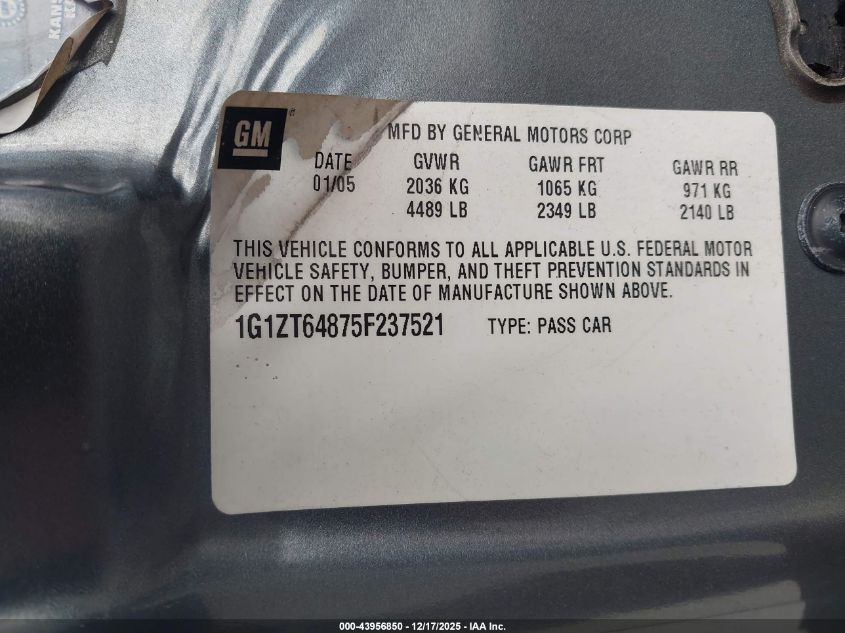 KANS
GM
MFD BY GENERAL MOTORS CORP
DATE GVWR GAWR FRT GAWR RR
01/05 2036 KG 1065 KG 971 KG
4489 LB 2349 LB 2140 LB
THIS VEHICLE CONFORMS TO ALL APPLICABLE U.S. FEDERAL MOTOR
VEHICLE SAFETY, BUMPER, AND THEFT PREVENTION STANDARDS IN
EFFECT ON THE DATE OF MANUFACTURE SHOWN ABOVE.
1G1ZT64875F237521 TYPE: PASS CAR
000-43956850 - 12/17/2025 - IAA Inc.